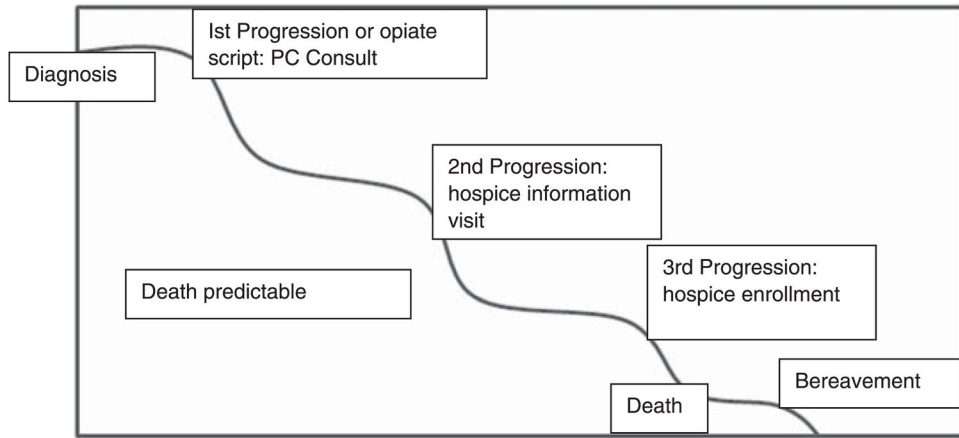 Ist Progression or opiate
script: PC Consult
Diagnosis
2nd Progression:
hospice information
visit
3rd Progression:
hospice enrollment
Death predictable
Bereavement
Death